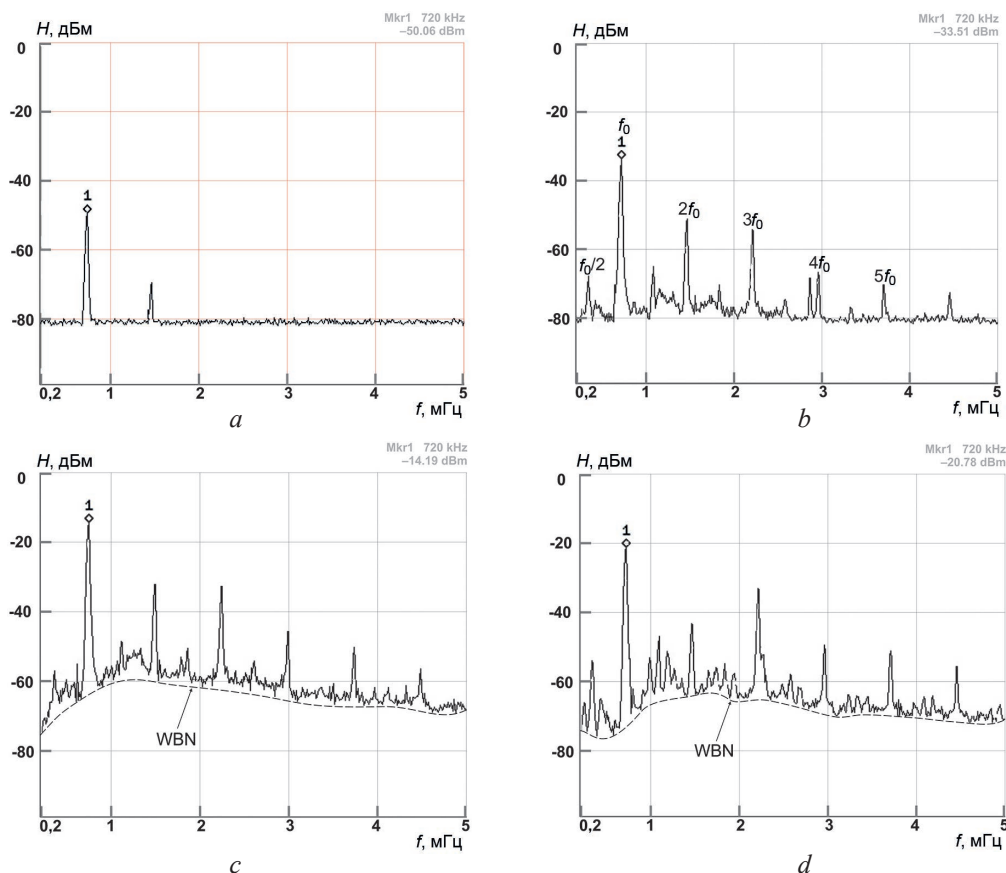 Mkr1 720 kHz
–50.06 dBm
H, дБм
0
-20
-40
-60
-80
1
0,2 1 2 3 4 5
f, мГц
a
Mkr1 720 kHz
–33.51 dBm
H, дБм
0
-20
-40
-60
-80
f0
1
2f0
3f0
f0/2
4f0
5f0
0,2 1 2 3 4 5
f, мГц
b
Mkr1 720 kHz
–14.19 dBm
H, дБм
0
-20
-40
-60
-80
1
WBN
0,2 1 2 3 4 5
f, мГц
c
Mkr1 720 kHz
–20.78 dBm
H, дБм
0
-20
-40
-60
-80
1
WBN
0,2 1 2 3 4 5
f, мГц
d